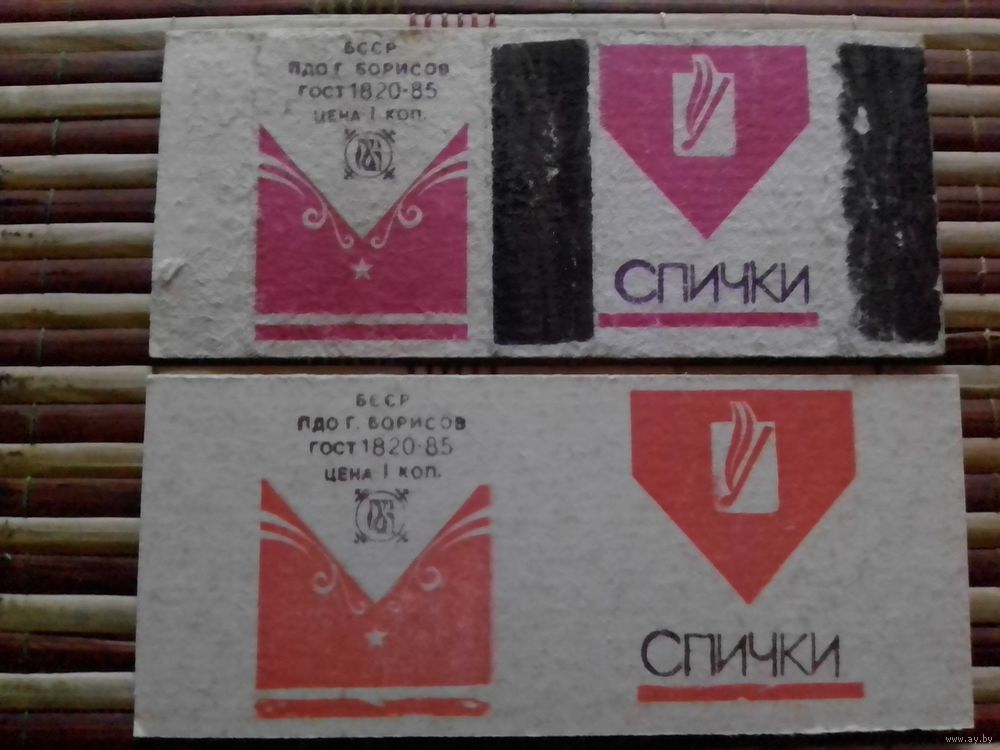 БССР
ПДО Г. БОРИСОВ
ГОСТ 1820-85
ЦЕНА 1 КОП.
СПИЧКИ
БССР
ПДО Г. БОРИСОВ
ГОСТ 1820-85
ЦЕНА 1 КОП.
СПИЧКИ
www.ay.by